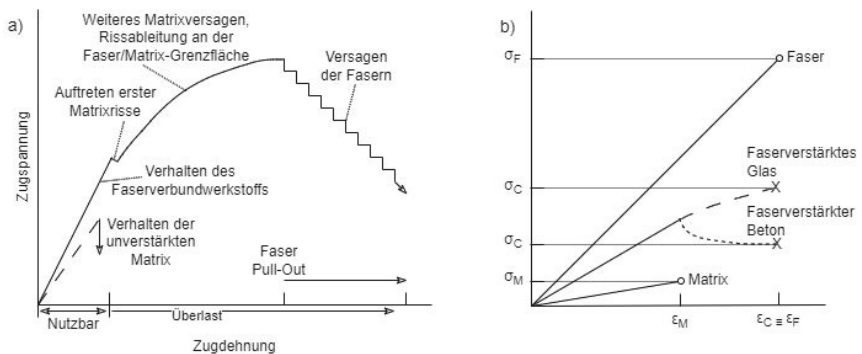 a)
Weiteres Matrixversagen,
Rissableitung an der
Faser/Matrix-Grenzfläche
Versagen
der Fasern
Auftreten erster
Matrixrisse
Zugspannung
Verhalten des
Faserverbundwerkstoffs
Verhalten der
unverstärkten
Matrix
Faser
Pull-Out
Nutzbar
Überlast
Zugdehnung
b)
σF
Faser
Faserverstärktes
Glas
σC
Faserverstärkter
Beton
σC
σM
Matrix
εM
εC ≡ εF